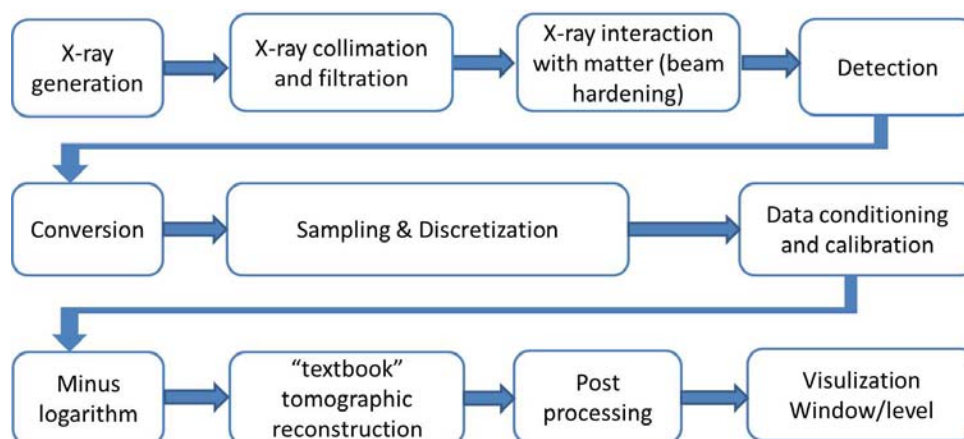 X-ray
generation
X-ray collimation
and filtration
X-ray interaction
with matter (beam
hardening)
Detection
Conversion
Sampling & Discretization
Data conditioning
and calibration
Minus
logarithm
“textbook”
tomographic
reconstruction
Post
processing
Visulization
Window/level